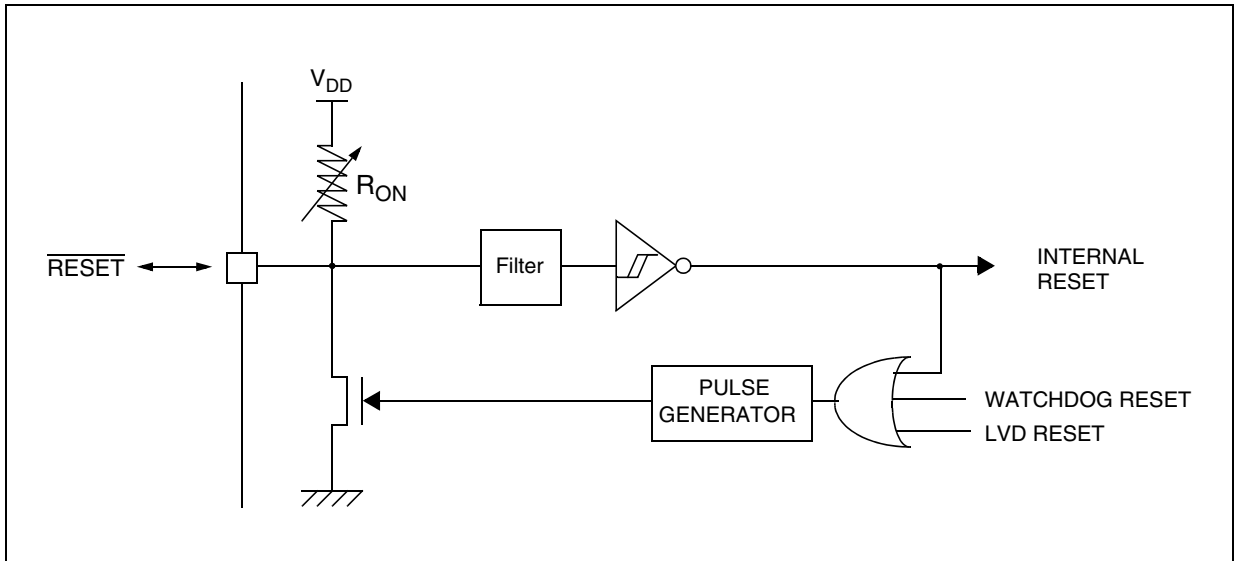 VDD
RON
RESET
Filter
INTERNAL
RESET
PULSE
GENERATOR
WATCHDOG RESET
LVD RESET